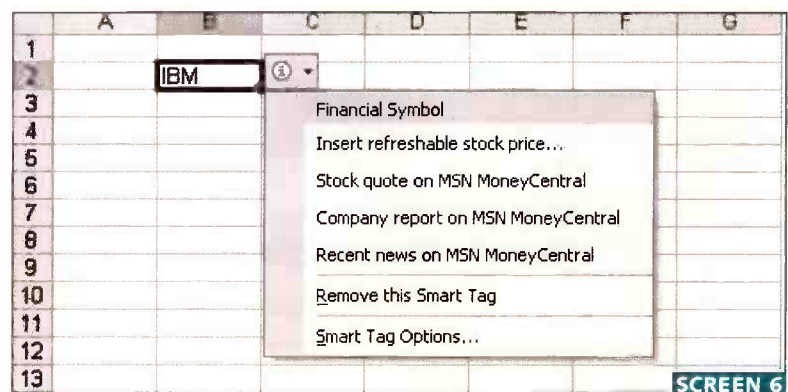 A B C D E F G
1
2 IBM
3 Financial Symbol
4 Insert refreshable stock price...
5
6 Stock quote on MSN MoneyCentral
7 Company report on MSN MoneyCentral
8
9 Recent news on MSN MoneyCentral
10 Remove this Smart Tag
11
12 Smart Tag Options...
13
SCREEN 6